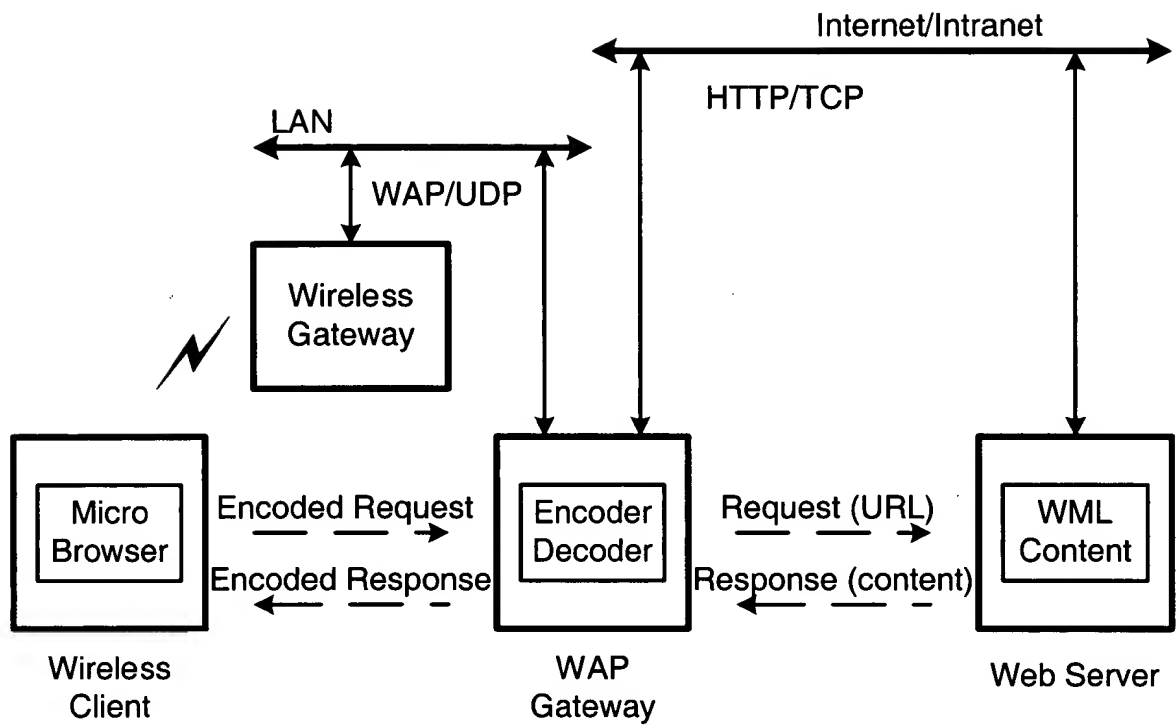 Internet/Intranet
HTTP/TCP
LAN
WAP/UDP
Wireless
Gateway
Micro
Browser
Encoded Request
Encoded Response
Encoder
Decoder
Request (URL)
Response (content)
WML
Content
Wireless
Client
WAP
Gateway
Web Server